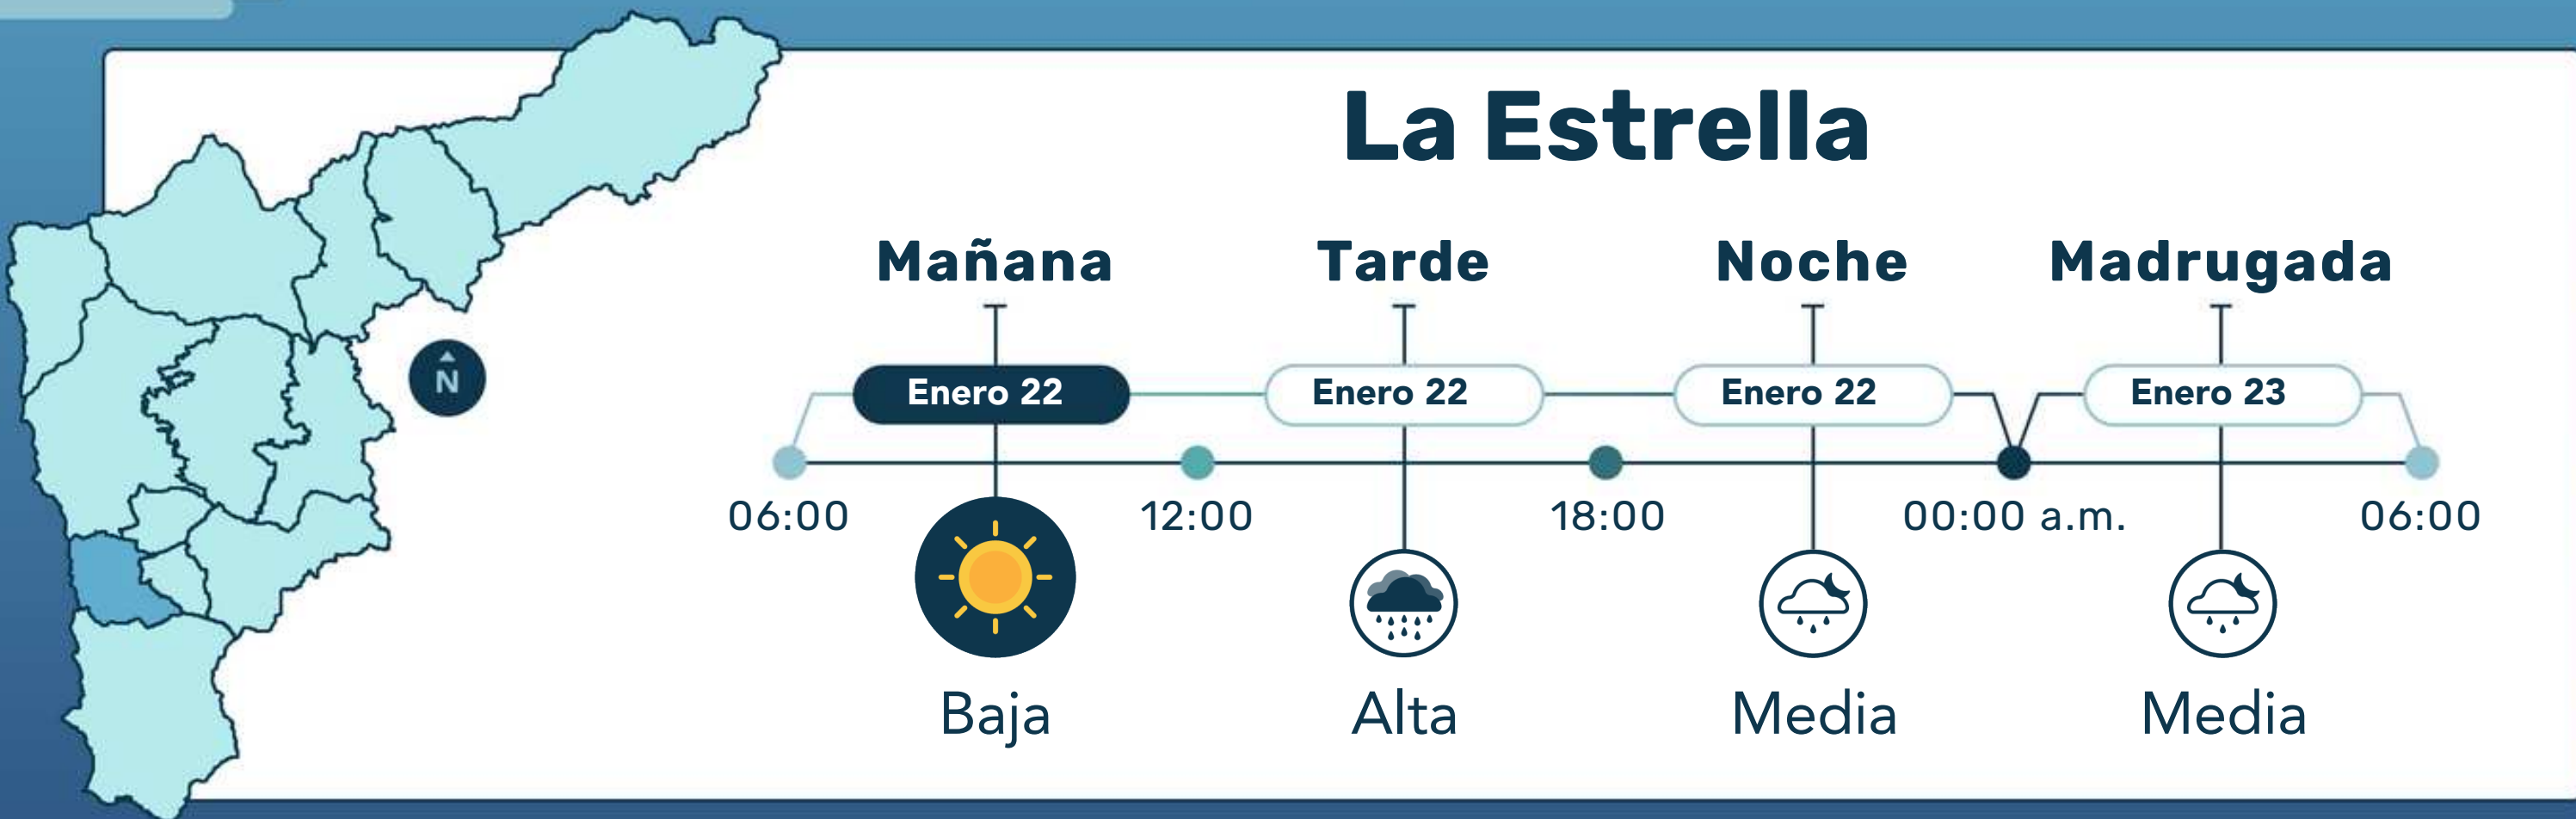 La Estrella
Mañana Tarde Noche Madrugada
Enero 22 Enero 22 Enero 22 Enero 23
N
06:00 12:00 18:00 00:00 a.m. 06:00
Baja Alta Media Media